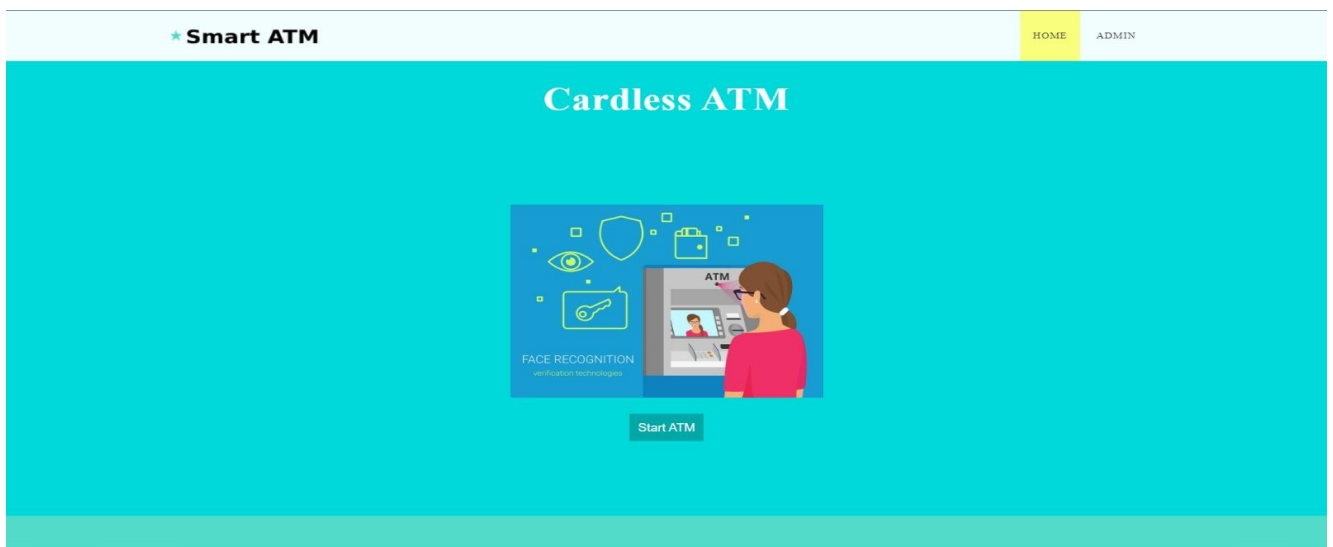 Smart ATM
HOME
ADMIN
Cardless ATM
ATM
FACE RECOGNITION
verification technologies
Start ATM